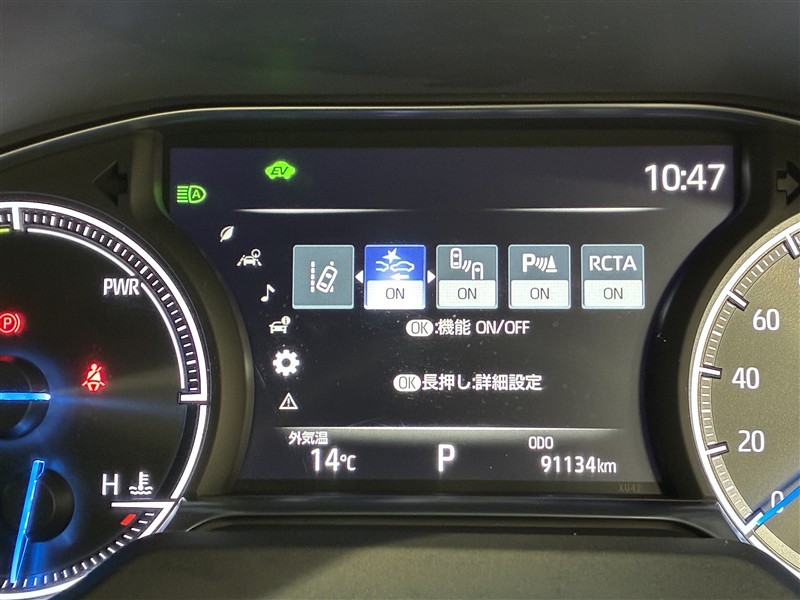 EV
A
10:47
PWR
P
RCTA
ON ON ON ON
OK:機能 ON/OFF
OK長押し:詳細設定
P
H
外気温
14℃
P
ODO
91134km
60
40
20
0